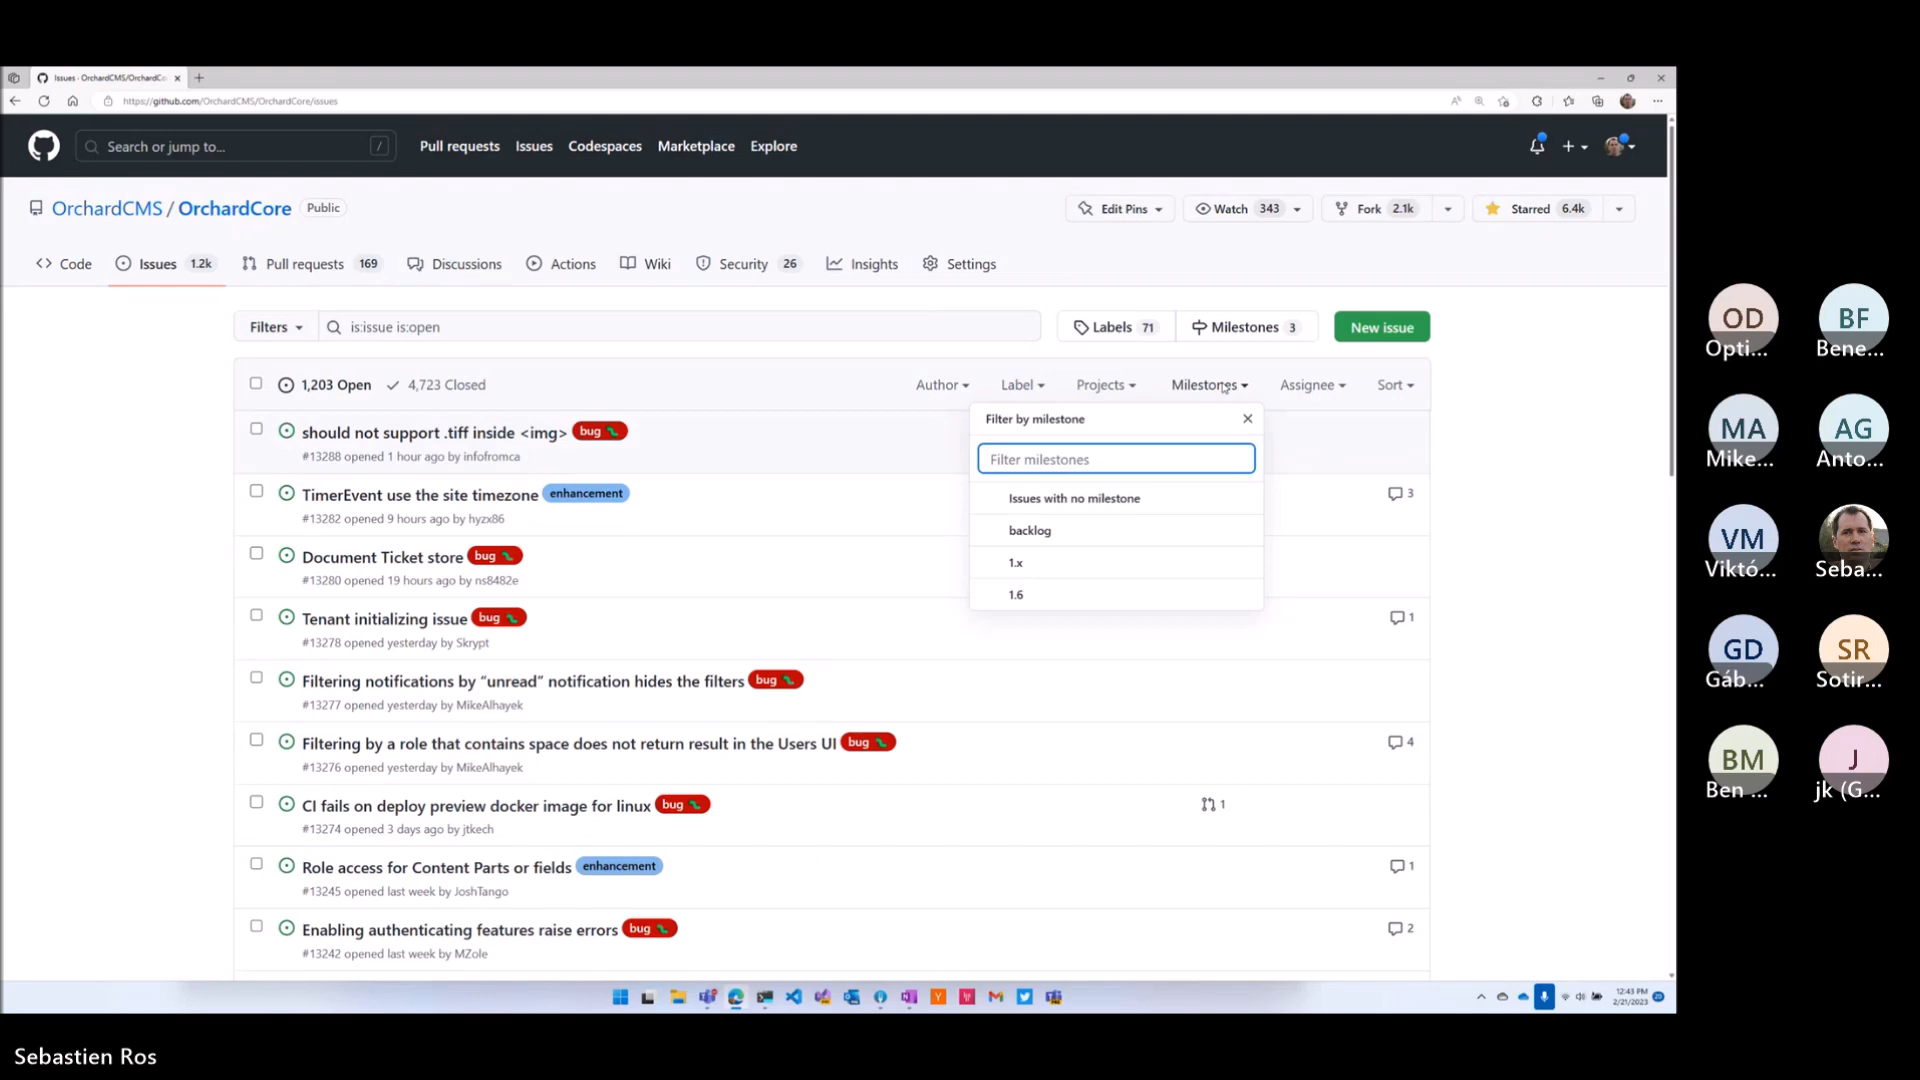 Issues · OrchardCMS/OrchardCo
https://github.com/OrchardCMS/OrchardCore/issues
Search or jump to... /
Pull requests Issues Codespaces Marketplace Explore
OrchardCMS / OrchardCore Public
Edit Pins Watch 343 Fork 2.1k Starred 6.4k
Code Issues 1.2k Pull requests 169 Discussions Actions Wiki Security 26 Insights Settings
Filters is:issue is:open Labels 71 Milestones 3 New issue
1,203 Open 4,723 Closed Author Label Projects Milestones Assignee Sort
Filter by milestone
Filter milestones
Issues with no milestone
backlog
1.x
1.6
should not support .tiff inside <img> bug
#13288 opened 1 hour ago by infofromca
TimerEvent use the site timezone enhancement 3
#13282 opened 9 hours ago by hyzx86
Document Ticket store bug
#13280 opened 19 hours ago by ns8482e
Tenant initializing issue bug 1
#13278 opened yesterday by Skrypt
Filtering notifications by “unread” notification hides the filters bug
#13277 opened yesterday by MikeAlhayek
Filtering by a role that contains space does not return result in the Users UI bug 4
#13276 opened yesterday by MikeAlhayek
CI fails on deploy preview docker image for linux bug 1
#13274 opened 3 days ago by jtkech
Role access for Content Parts or fields enhancement 1
#13245 opened last week by JoshTango
Enabling authenticating features raise errors bug 2
#13242 opened last week by MZole
12:43 PM
2/21/2023
OD
Opti...
BF
Bene...
MA
Mike...
AG
Anto...
VM
Viktó...
Seba...
GD
Gáb...
SR
Sotir...
BM
Ben ...
J
jk (G...
Sebastien Ros